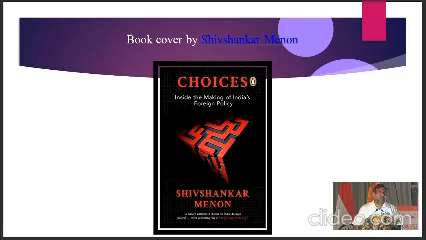 Book cover by Shivshankar Menon
CHOICES
Inside the Making of India's
Foreign Policy
SHIVSHANKAR
MENON
clideo.com